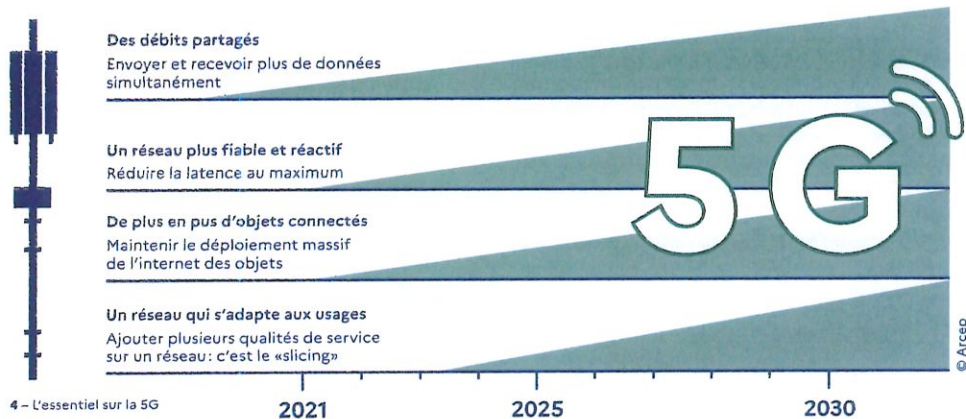 Des débits partagés
Envoyer et recevoir plus de données
simultanément
Un réseau plus fiable et réactif
Réduire la latence au maximum
De plus en pus d'objets connectés
Maintenir le déploiement massif
de l'internet des objets
Un réseau qui s'adapte aux usages
Ajouter plusieurs qualités de service
sur un réseau : c'est le «slicing»
5G
© Arcep
4 – L'essentiel sur la 5G
2021 2025 2030